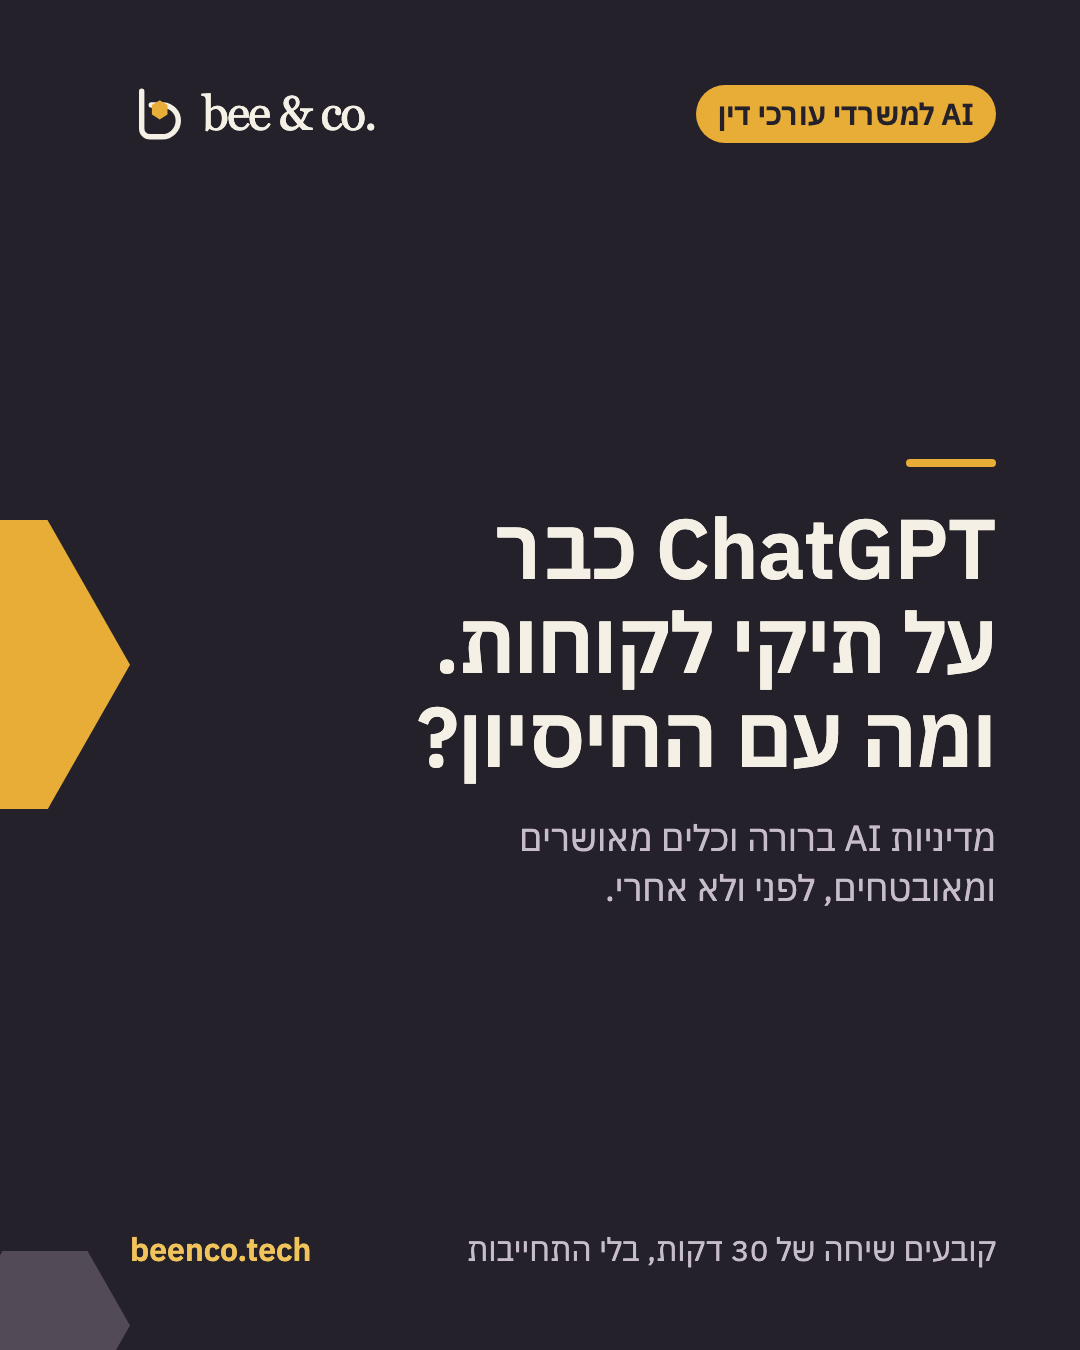 AI למשרדי עורכי דין
bee & co.
ChatGPT כבר
על תיקי לקוחות.
ומה עם החיסיון?
מדיניות AI ברורה וכלים מאושרים
ומאובטחים, לפני ולא אחרי.
קובעים שיחה של 30 דקות, בלי התחייבות
beenco.tech